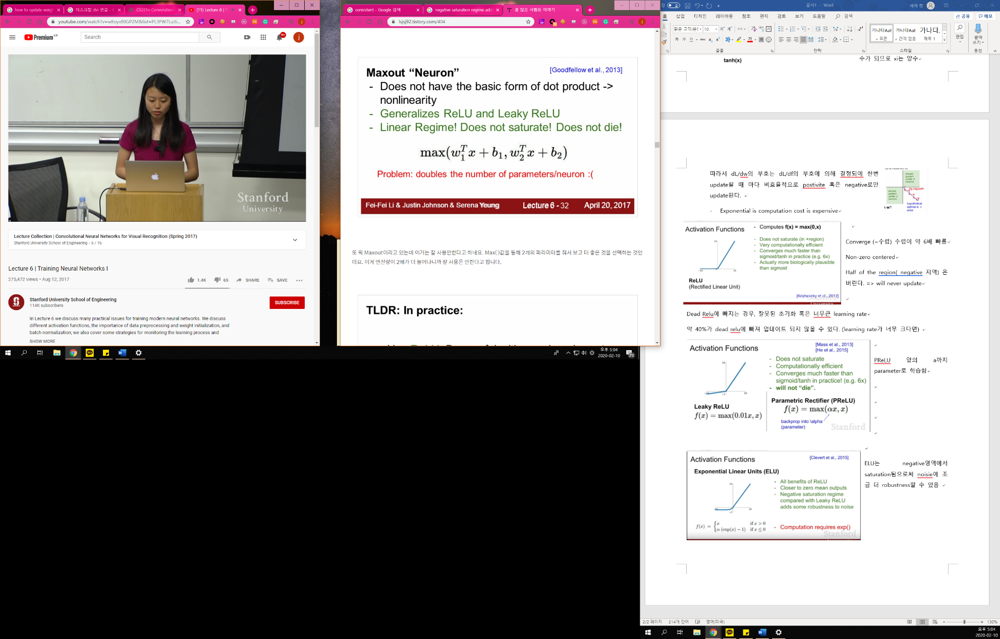 how to update weigh
데스크탑 dvi 연결 - G
CS231n Convolutiona
(11) Lecture 6 | T
youtube.com/watch?v=wEoyxE0GP2M&list=PL3FW7Lu3i...
Premium KR
Search
9+
j
Stanford
University
Lecture Collection | Convolutional Neural Networks for Visual Recognition (Spring 2017)
Stanford University School of Engineering - 6 / 16
Lecture 6 | Training Neural Networks I
275,472 views • Aug 12, 2017
1.4K
65
SHARE
SAVE
Stanford University School of Engineering
114K subscribers
SUBSCRIBE
In Lecture 6 we discuss many practical issues for training modern neural networks. We discuss
different activation functions, the importance of data preprocessing and weight initialization, and
batch normalization; we also cover some strategies for monitoring the learning process and
SHOW MORE
오후 5:04
2020-02-10
20
consistent - Google 검색
negative saturation regime add
꿈 많은 사람의 이야기
lsjsj92.tistory.com/404
Maxout “Neuron”
[Goodfellow et al., 2013]
- Does not have the basic form of dot product ->
nonlinearity
- Generalizes ReLU and Leaky ReLU
- Linear Regime! Does not saturate! Does not die!
max(w₁ᵀx + b₁, w₂ᵀx + b₂)
Problem: doubles the number of parameters/neuron :(
Fei-Fei Li & Justin Johnson & Serena Yeung
Lecture 6 - 32
April 20, 2017
또 뭐 Maxout이라고 있는데 이거는 잘 사용안한다고 하네요. Max( )값을 통해 2개의 파라미터를 줘서 보고 더 좋은 것을 선택하는 것인
데요. 이게 연산량이 2배가 더 늘어나니까 잘 사용은 안한다고 합니다.
TLDR: In practice:
문서1 - Word
새하 정
홈 삽입 디자인 레이아웃 참조 편지 검토 보기 도움말 검색
공유
메모
맑은 고딕(본문
10
가나다AaE
가나다AaE
가나다,
표준
간격 없음
제목 1
편집
받아
쓰기
글꼴
단락
스타일
음성
tanh(x)
수가 되므로 xi는 양수
따라서 dL/dw의 부호는 dL/df의 부호에 의해 결정되에 한번
update될 때 마다 비효율적으로 postivite 혹은 negative로만
update된다.
allowed
gradient
update d
rections
zig zag path
allowed
gradient
update d
rections
hypothetical
optimal w v
ector
n w?
- Exponential is computation cost is expensive
Activation Functions
- Computes f(x) = max(0,x)
- Does not saturate (in +region)
- Very computationally efficient
- Converges much faster than
sigmoid/tanh in practice (e.g. 6x)
- Actually more biologically plausible
than sigmoid
10
-10
10
ReLU
(Rectified Linear Unit)
[Krizhevsky et al., 2012]
Stanford
University
Converge (=수렴) 수렴이 약 6배 빠름
Non-zero centered
Half of the region( negative 지역) 은
버린다. => will never update
Dead Relu에 빠지는 경우, 잘못된 초기화 혹은 너무큰 learning rate
약 40%가 dead relu에 빠져 업데이트 되지 않을 수 있다. (learning rate가 너무 크다면)
Activation Functions
[Mass et al., 2013]
[He et al., 2015]
- Does not saturate
- Computationally efficient
- Converges much faster than
sigmoid/tanh in practice! (e.g. 6x)
- will not “die”.
10
-10
-1
10
Leaky ReLU
f(x) = max(0.01x, x)
Parametric Rectifier (PReLU)
f(x) = max(αx, x)
backprop into \alpha
(parameter)
Stanford
PReLU 앞의 a까지
parameter로 학습함
Activation Functions
[Clevert et al., 2015]
Exponential Linear Units (ELU)
- All benefits of ReLU
- Closer to zero mean outputs
- Negative saturation regime
compared with Leaky ReLU
adds some robustness to noise
10
-10
-2
10
f(x) = { x if x > 0
α (exp(x) − 1) if x ≤ 0
- Computation requires exp()
Stanford
ELU는 negative영역에서
saturation됨으로써 noisie에 조
금 더 robustness할 수 있음
2/2 페이지
214개 단어
영어(미국)
130%
오후 5:04
2020-02-10